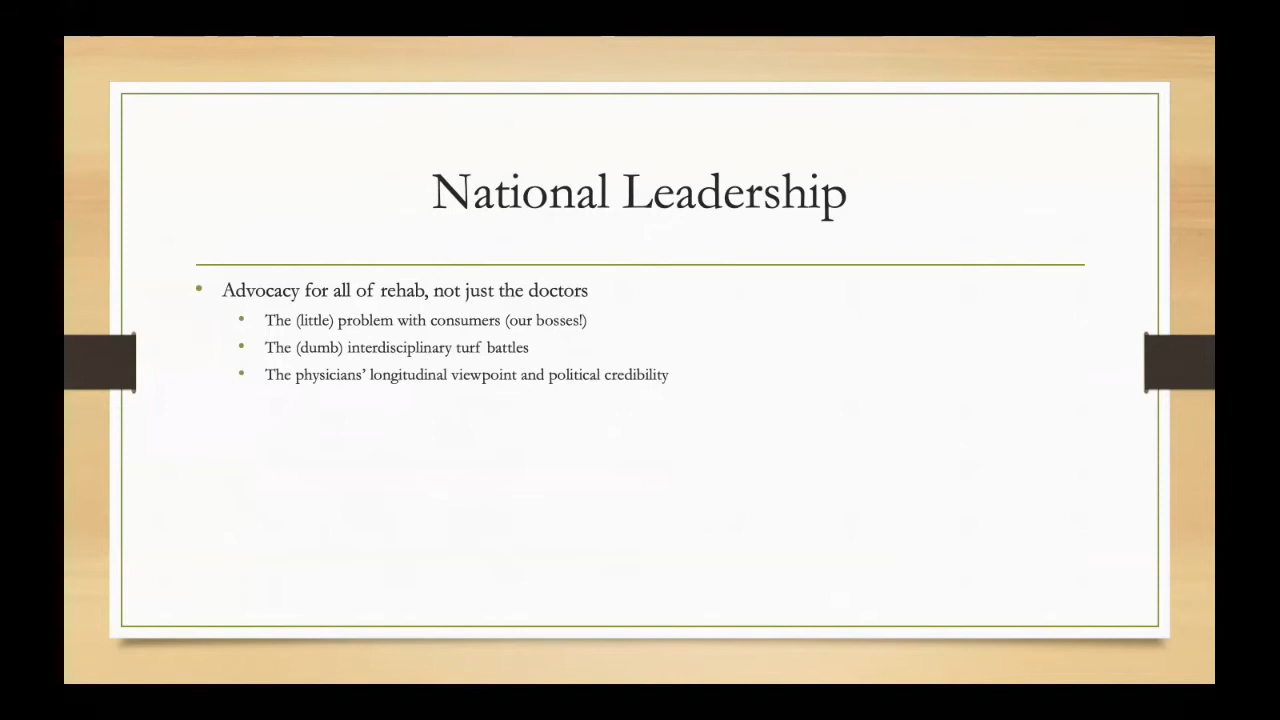 National Leadership
Advocacy for all of rehab, not just the doctors
The (little) problem with consumers (our bosses!)
The (dumb) interdisciplinary turf battles
The physicians’ longitudinal viewpoint and political credibility